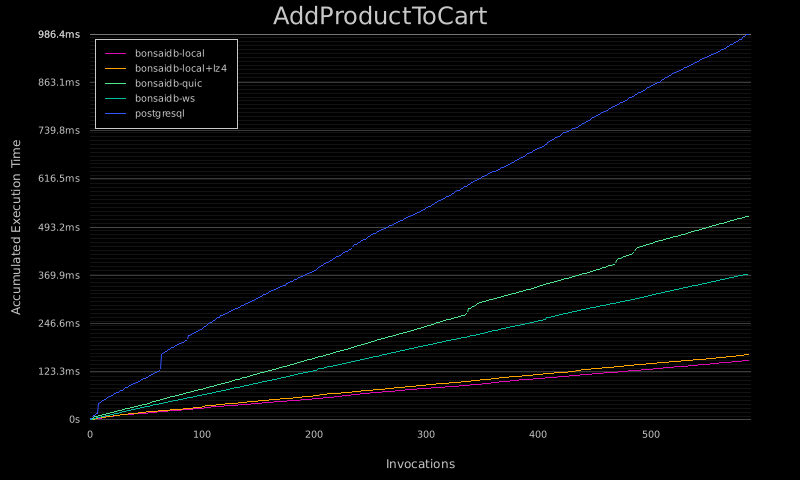 AddProductToCart
986.4ms
863.1ms
739.8ms
616.5ms
493.2ms
369.9ms
246.6ms
123.3ms
0s
Accumulated Execution Time
bonsaidb-local
bonsaidb-local+lz4
bonsaidb-quic
bonsaidb-ws
postgresql
0 100 200 300 400 500
Invocations